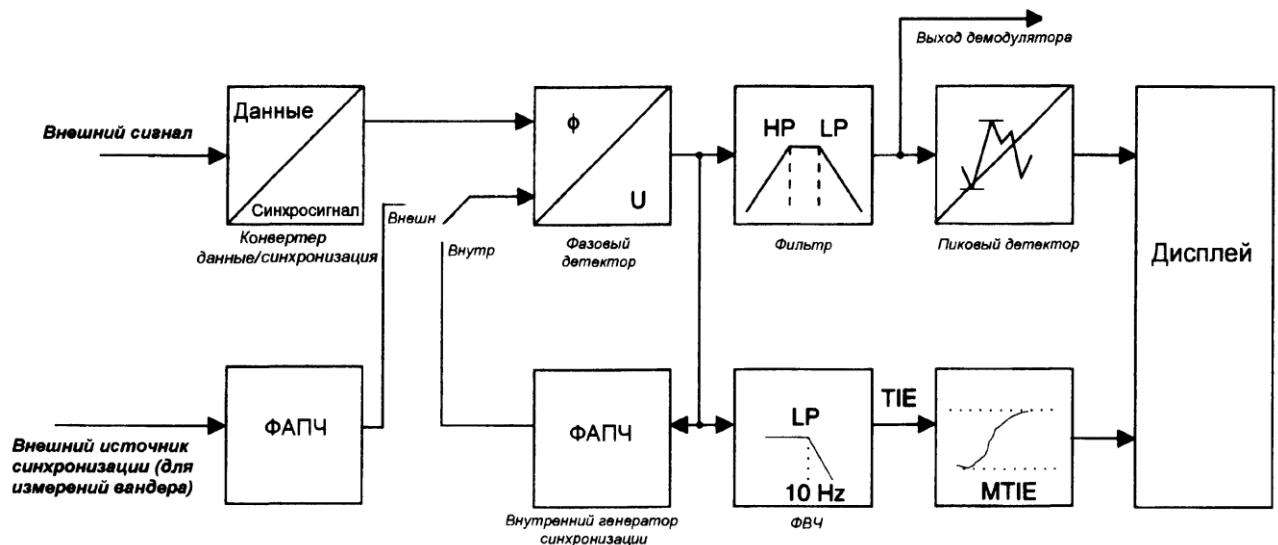 Выход демодулятора
Внешний сигнал
Данные
Синхросигнал
Конвертер
данные/синхронизация
Внешн
Внутр
ф
U
Фазовый
детектор
HP LP
Фильтр
Пиковый детектор
Дисплей
Внешний источник
синхронизации (для
измерений вандера)
ФАПЧ
ФАПЧ
Внутренний генератор
синхронизации
LP
10 Hz
ФВЧ
TIE
MTIE